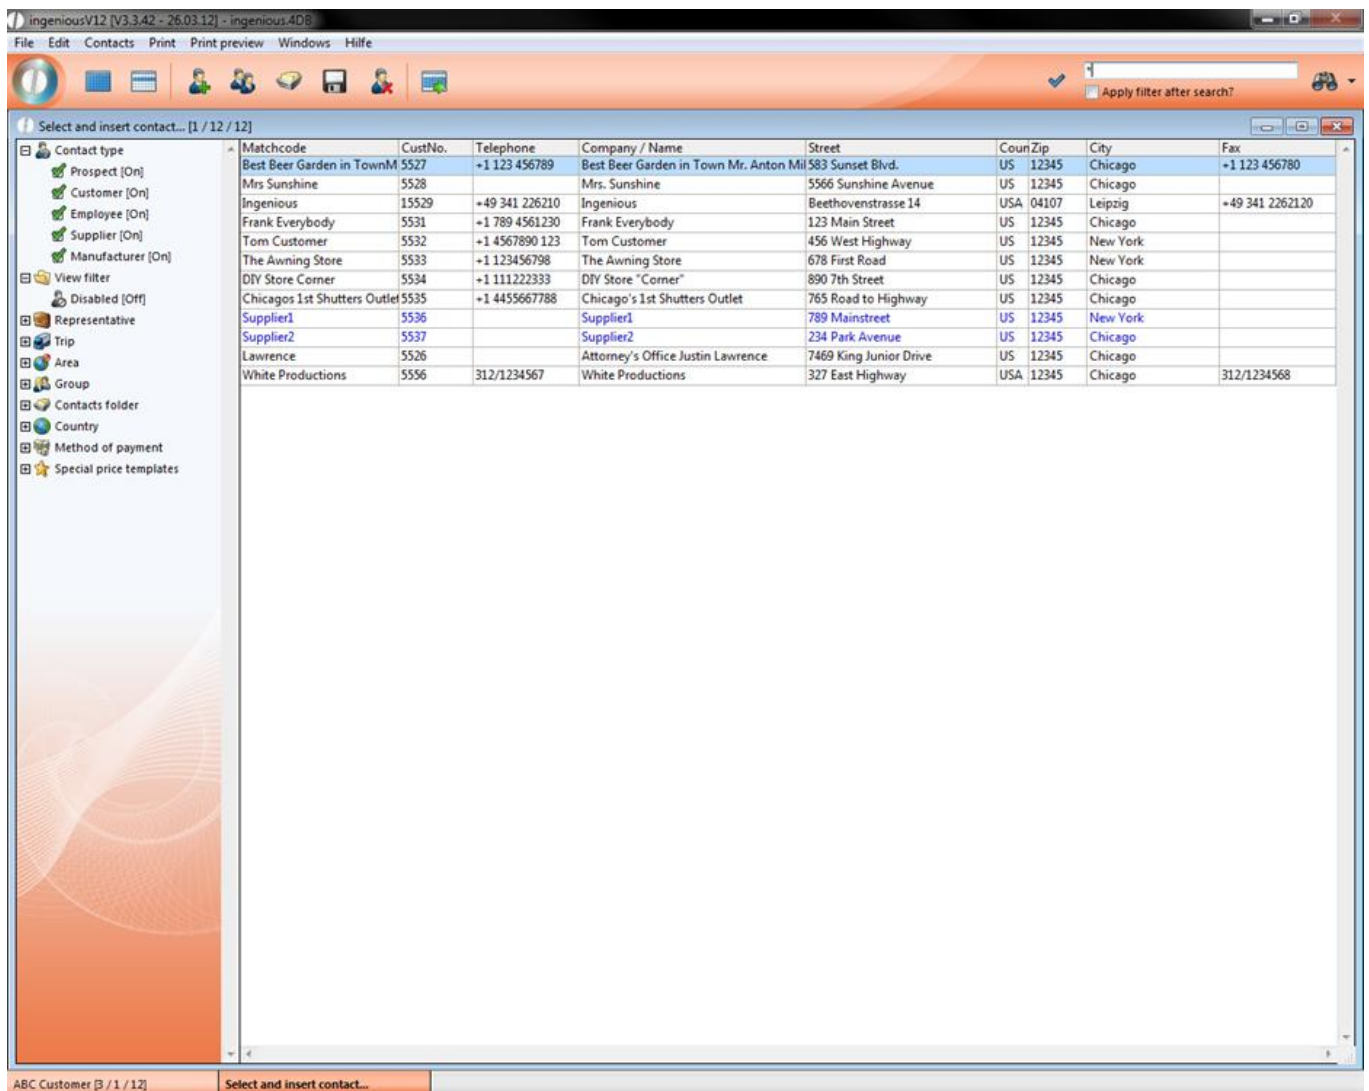 ingeniousV12 [V3.3.42 - 26.03.12] - ingenious.4DB
File Edit Contacts Print Print preview Windows Hilfe
Apply filter after search?
Select and insert contact... [1 / 12 / 12]
Contact type
Prospect [On]
Customer [On]
Employee [On]
Supplier [On]
Manufacturer [On]
View filter
Disabled [Off]
Representative
Trip
Area
Group
Contacts folder
Country
Method of payment
Special price templates
Matchcode CustNo. Telephone Company / Name Street Coun Zip City Fax
Best Beer Garden in TownM 5527 +1 123 456789 Best Beer Garden in Town Mr. Anton Mil 583 Sunset Blvd. US 12345 Chicago +1 123 456780
Mrs Sunshine 5528 Mrs. Sunshine 5566 Sunshine Avenue US 12345 Chicago
Ingenious 15529 +49 341 226210 Ingenious Beethovenstrasse 14 USA 04107 Leipzig +49 341 2262120
Frank Everybody 5531 +1 789 4561230 Frank Everybody 123 Main Street US 12345 Chicago
Tom Customer 5532 +1 4567890 123 Tom Customer 456 West Highway US 12345 New York
The Awning Store 5533 +1 123456798 The Awning Store 678 First Road US 12345 New York
DIY Store Corner 5534 +1 111222333 DIY Store "Corner" 890 7th Street US 12345 Chicago
Chicagos 1st Shutters Outlet 5535 +1 4455667788 Chicago's 1st Shutters Outlet 765 Road to Highway US 12345 Chicago
Supplier1 5536 Supplier1 789 Mainstreet US 12345 New York
Supplier2 5537 Supplier2 234 Park Avenue US 12345 Chicago
Lawrence 5526 Attorney's Office Justin Lawrence 7469 King Junior Drive US 12345 Chicago
White Productions 5556 312/1234567 White Productions 327 East Highway USA 12345 Chicago 312/1234568
ABC Customer [3 / 1 / 12] Select and insert contact...